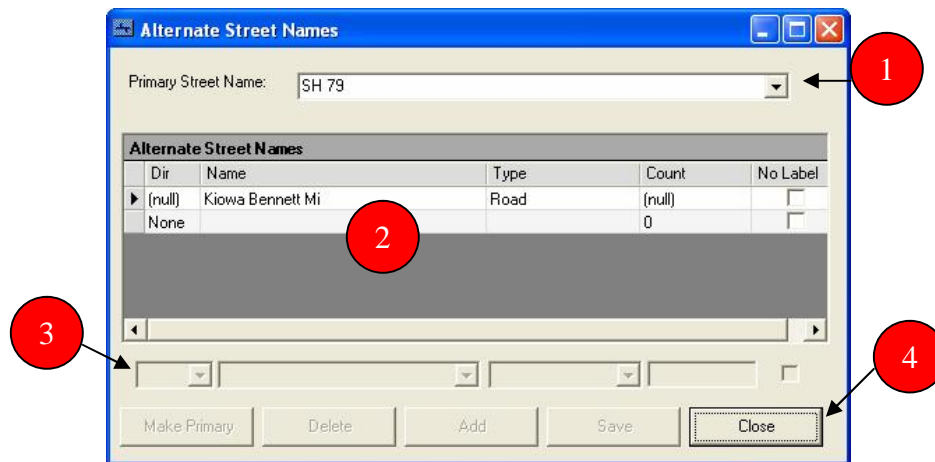 Alternate Street Names
1
Primary Street Name: SH 79
Alternate Street Names
Dir Name Type Count No Label
(null) Kiowa Bennett Mi Road (null)
None 0
2
3
4
Make Primary Delete Add Save Close